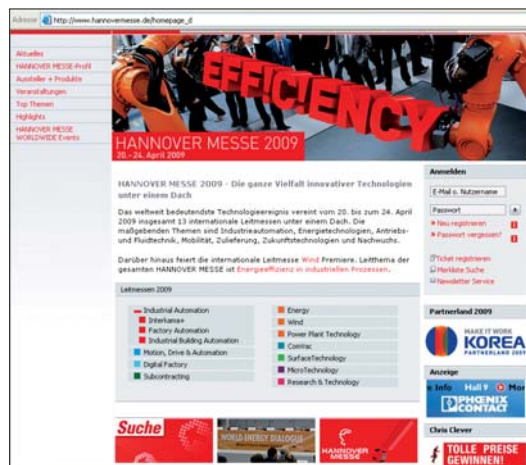 Adresse http://www.hannovermesse.de/homepage_d
Aktuelles
HANNOVER MESSE-Profil
Aussteller + Produkte
Veranstaltungen
Top Themen
Highlights
HANNOVER MESSE
WORLDWIDE Events
EFFICIENCY
HANNOVER MESSE 2009
20.- 24. April 2009
HANNOVER MESSE 2009 - Die ganze Vielfalt innovativer Technologien
unter einem Dach
Das weltweit bedeutendste Technologieereignis vereint vom 20. bis zum 24. April
2009 insgesamt 13 internationale Leitmessen unter einem Dach. Die
maßgebenden Themen sind Industrieautomation, Energietechnologien, Antriebs-
und Fluidtechnik, Mobilität, Zulieferung, Zukunftstechnologien und Nachwuchs.
Darüber hinaus feiert die internationale Leitmesse Wind Premiere. Leitthema der
gesamten HANNOVER MESSE ist Energieeffizienz in industriellen Prozessen.
Leitmessen 2009
Industrial Automation
Interkama+
Factory Automation
Industrial Building Automation
Motion, Drive & Automation
Digital Factory
Subcontracting
Energy
Wind
Power Plant Technology
ComVac
SurfaceTechnology
MicroTechnology
Research & Technology
Suche
WORLD ENERGY DIALOGUE
HANNOVER
MESSE
Anmelden
E-Mail o. Nutzername
Passwort
Neu registrieren
Passwort vergessen?
Ticket registrieren
Merkliste Suche
Newsletter Service
Partnerland 2009
MAKE IT WORK
KOREA
PARTNERLAND 2009
Anzeige
e Info Hall 9 Mor
PHŒNIX
CONTACT
Chris Clever
TOLLE PREISE
GEWINNEN!